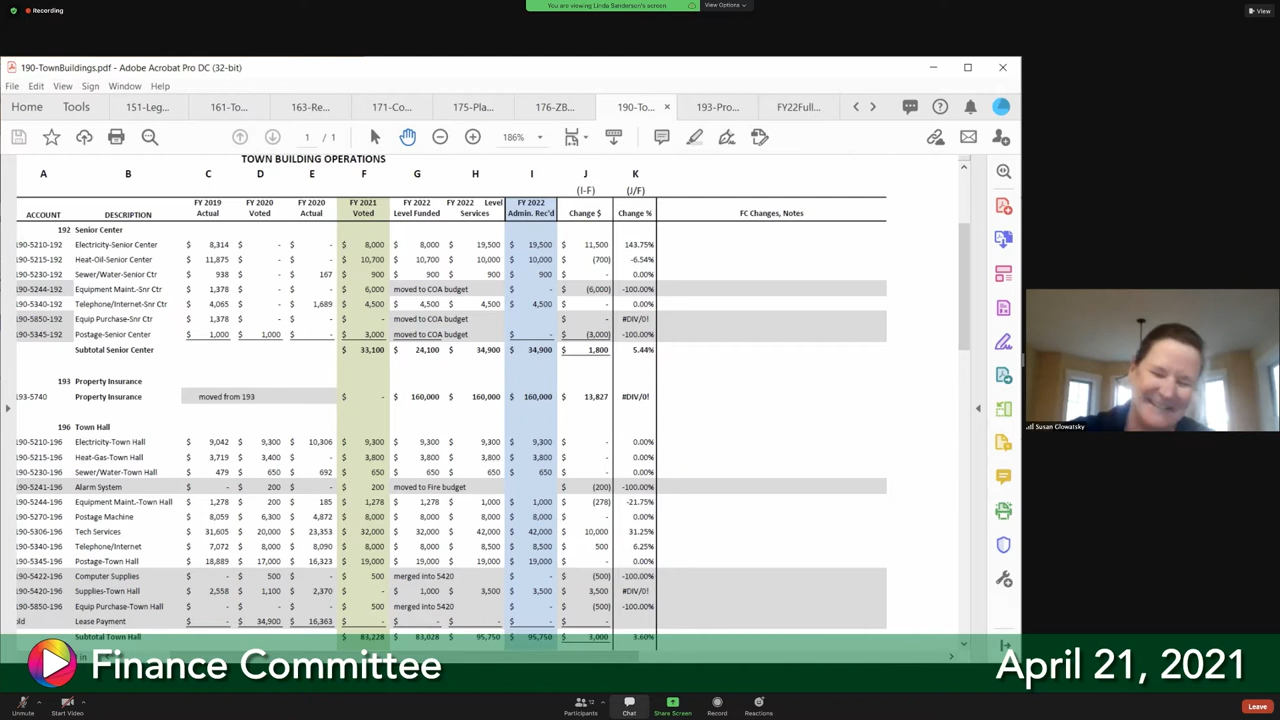 Recording
You are viewing Linda Sanderson's screen
View Options
View
190-TownBuildings.pdf - Adobe Acrobat Pro DC (32-bit)
File Edit View Sign Window Help
Home Tools 151-Leg... 161-To... 163-Re... 171-Co... 175-Pla... 176-ZB... 190-To... × 193-Pro... FY22Full...
1 / 1 186%
TOWN BUILDING OPERATIONS
A B C D E F G H I J K
(I-F) (J/F)
FY 2019 FY 2020 FY 2020 FY 2021 FY 2022 FY 2022 Level FY 2022
ACCOUNT DESCRIPTION Actual Voted Actual Voted Level Funded Services Admin. Rec'd Change $ Change % FC Changes, Notes
192 Senior Center
190-5210-192 Electricity-Senior Center $ 8,314 $ - $ - $ 8,000 $ 8,000 $ 19,500 $ 19,500 $ 11,500 143.75%
190-5215-192 Heat-Oil-Senior Center $ 11,875 $ - $ - $ 10,700 $ 10,700 $ 10,000 $ 10,000 $ (700) -6.54%
190-5230-192 Sewer/Water-Senior Ctr $ 938 $ - $ 167 $ 900 $ 900 $ 900 $ 900 $ - 0.00%
190-5244-192 Equipment Maint.-Snr Ctr $ 1,378 $ - $ - $ 6,000 moved to COA budget $ - $ (6,000) -100.00%
190-5340-192 Telephone/Internet-Snr Ctr $ 4,065 $ - $ 1,689 $ 4,500 $ 4,500 $ 4,500 $ 4,500 $ - 0.00%
190-5850-192 Equip Purchase-Snr Ctr $ 1,378 $ - $ - $ - moved to COA budget $ - $ - #DIV/0!
190-5345-192 Postage-Senior Center $ 1,000 $ 1,000 $ - $ 3,000 moved to COA budget $ - $ (3,000) -100.00%
Subtotal Senior Center $ 33,100 $ 24,100 $ 34,900 $ 34,900 $ 1,800 5.44%
193 Property Insurance
193-5740 Property Insurance moved from 193 $ - $ 160,000 $ 160,000 $ 160,000 $ 13,827 #DIV/0!
196 Town Hall
190-5210-196 Electricity-Town Hall $ 9,042 $ 9,300 $ 10,306 $ 9,300 $ 9,300 $ 9,300 $ 9,300 $ - 0.00%
190-5215-196 Heat-Gas-Town Hall $ 3,719 $ 3,400 $ - $ 3,800 $ 3,800 $ 3,800 $ 3,800 $ - 0.00%
190-5230-196 Sewer/Water-Town Hall $ 479 $ 650 $ 692 $ 650 $ 650 $ 650 $ 650 $ - 0.00%
190-5241-196 Alarm System $ - $ 200 $ - $ 200 moved to Fire budget $ - $ (200) -100.00%
190-5244-196 Equipment Maint.-Town Hall $ 1,278 $ 200 $ 185 $ 1,278 $ 1,278 $ 1,000 $ 1,000 $ (278) -21.75%
190-5270-196 Postage Machine $ 8,059 $ 6,300 $ 4,872 $ 8,000 $ 8,000 $ 8,000 $ 8,000 $ - 0.00%
190-5306-196 Tech Services $ 31,605 $ 20,000 $ 23,353 $ 32,000 $ 32,000 $ 42,000 $ 42,000 $ 10,000 31.25%
190-5340-196 Telephone/Internet $ 7,072 $ 8,000 $ 8,090 $ 8,000 $ 8,000 $ 8,500 $ 8,500 $ 500 6.25%
190-5345-196 Postage-Town Hall $ 18,889 $ 17,000 $ 16,323 $ 19,000 $ 19,000 $ 19,000 $ 19,000 $ - 0.00%
190-5422-196 Computer Supplies $ - $ 500 $ - $ 500 merged into 5420 $ - $ (500) -100.00%
190-5420-196 Supplies-Town Hall $ 2,558 $ 1,100 $ 2,370 $ - $ 1,000 $ 3,500 $ 3,500 $ 3,500 #DIV/0!
190-5850-196 Equip Purchase-Town Hall $ - $ - $ - $ 500 merged into 5420 $ - $ (500) -100.00%
old Lease Payment $ - $ 34,900 $ 16,363 $ - $ - $ - $ - $ -
Subtotal Town Hall $ 83,228 $ 83,028 $ 95,750 $ 95,750 $ 3,000 3.60%
Susan Glowatsky
Finance Committee
April 21, 2021
Unmute Start Video Participants 12 Chat Share Screen Record Reactions Leave